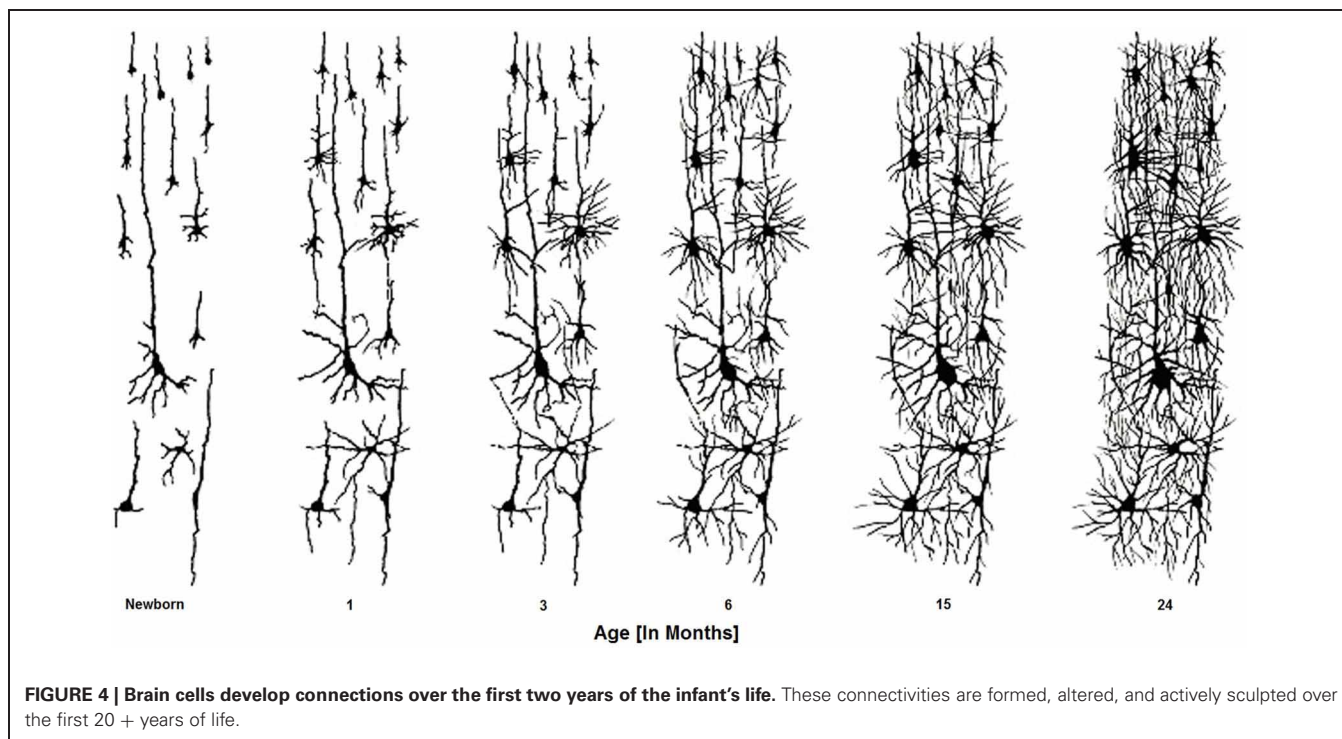 Newborn 1 3 6 15 24
Age [In Months]
FIGURE 4 | Brain cells develop connections over the first two years of the infant's life. These connectivities are formed, altered, and actively sculpted over
the first 20 + years of life.